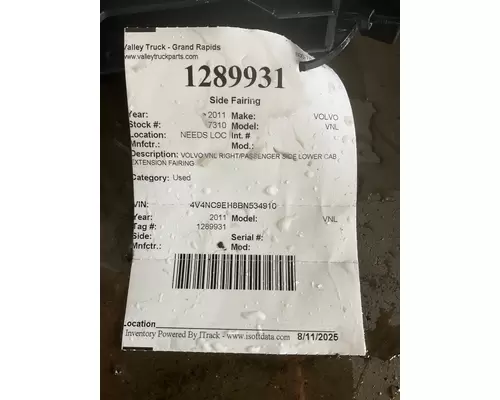 Valley Truck - Grand Rapids
www.valleytruckparts.com
1289931
Side Fairing
Year: 2011 Make: VOLVO
Stock #: 7310 Model: VNL
Location: NEEDS LOC Int. #
Mnfctr.: Mod.:
Description: VOLVO VNL RIGHT/PASSENGER SIDE LOWER CAB
EXTENSION FAIRING
Category: Used
VIN: 4V4NC9EH8BN534910
Year: 2011 Model: VNL
Tag #: 1289931
Side: Serial #:
Mnfctr.: Mod:
Location
Inventory Powered By ITrack - www.isoftdata.com 8/11/2025